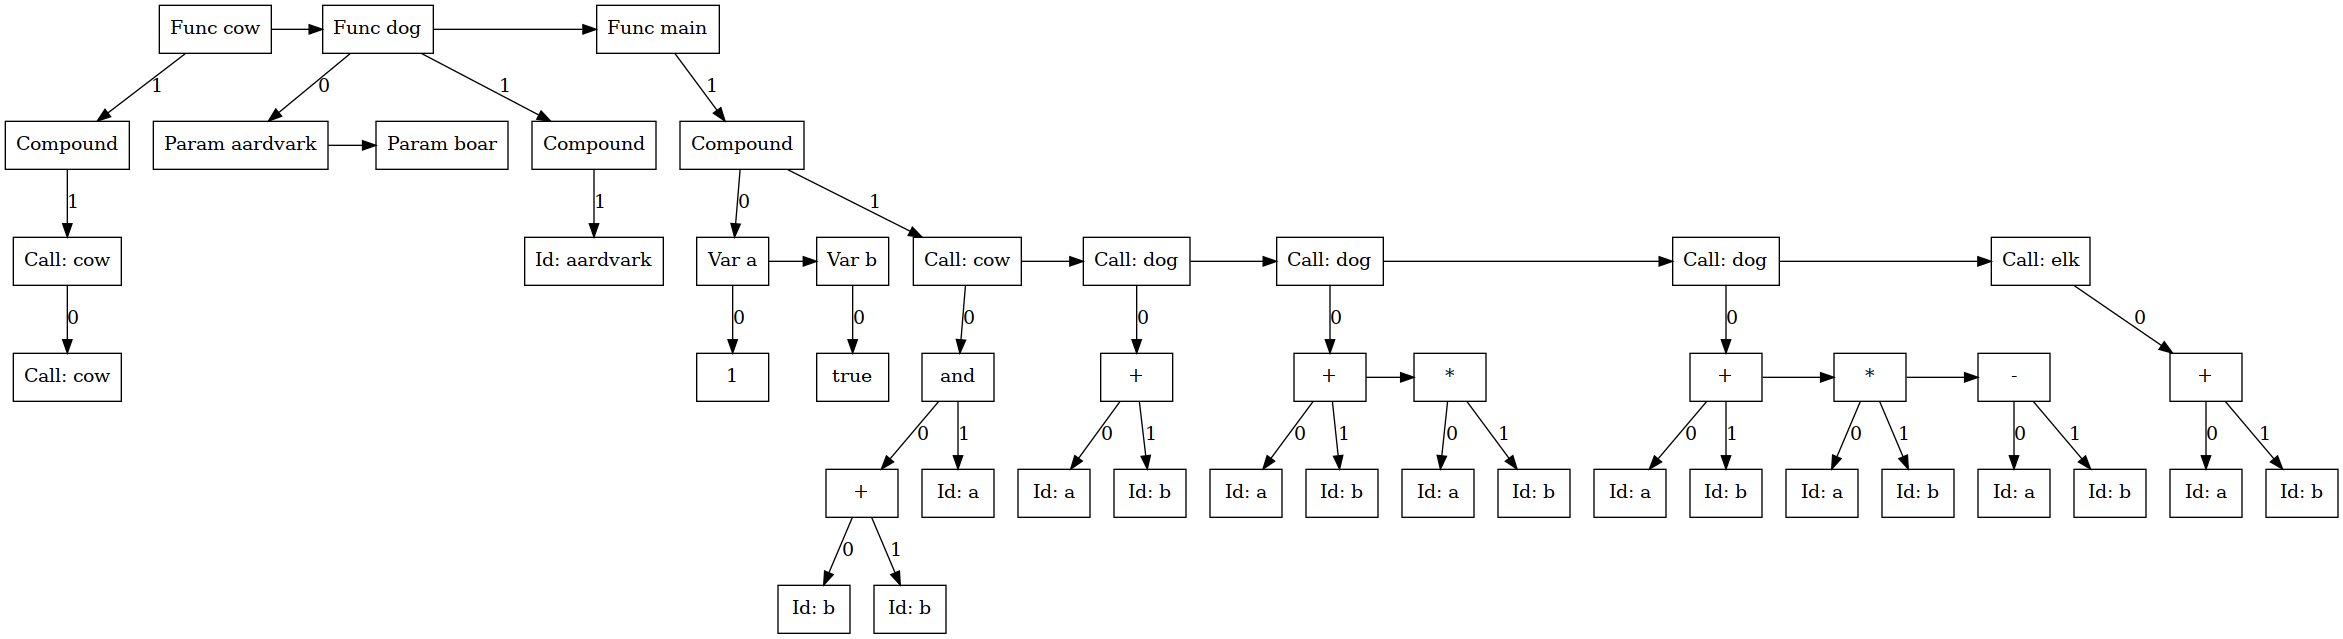 Func cow
Func dog
Func main
1
0
1
1
Compound
Param aardvark
Param boar
Compound
Compound
1
1
0
1
Call: cow
Id: aardvark
Var a
Var b
Call: cow
Call: dog
Call: dog
Call: dog
Call: elk
0
0
0
0
0
0
0
0
Call: cow
1
true
and
+
+
*
+
*
-
+
0
1
0
1
0
1
0
1
0
1
0
1
0
1
0
1
+
Id: a
Id: a
Id: b
Id: a
Id: b
Id: a
Id: b
Id: a
Id: b
Id: a
Id: b
Id: a
Id: b
Id: a
Id: b
0
1
Id: b
Id: b